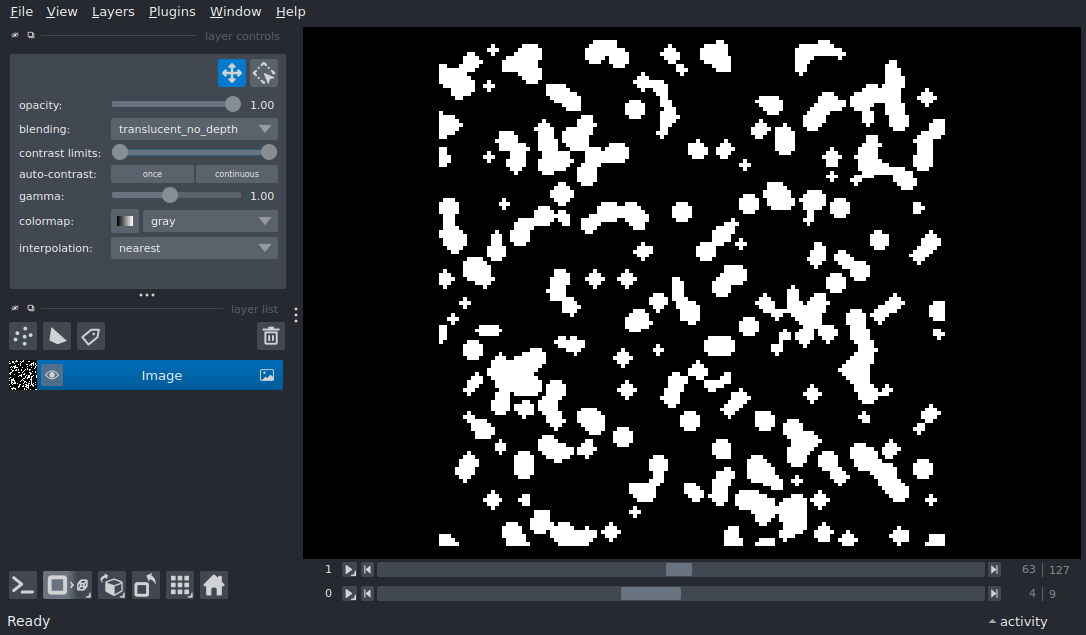 File View Layers Plugins Window Help
layer controls
opacity: 1.00
blending: translucent_no_depth
contrast limits:
auto-contrast: once continuous
gamma: 1.00
colormap: gray
interpolation: nearest
layer list
Image
1 63 127
0 4 9
Ready activity